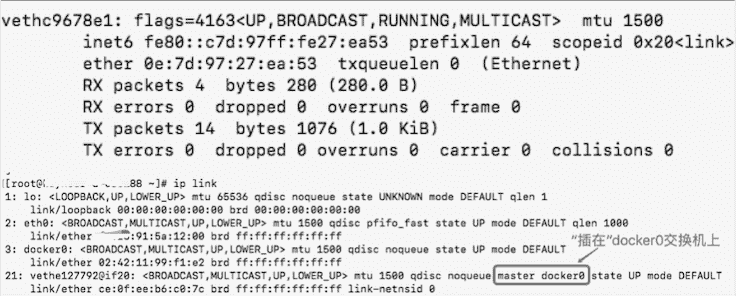 vethc9678e1: flags=4163<UP,BROADCAST,RUNNING,MULTICAST>  mtu 1500
inet6 fe80::c7d:97ff:fe27:ea53  prefixlen 64  scopeid 0x20<link>
ether 0e:7d:97:27:ea:53  txqueuelen 0  (Ethernet)
RX packets 4  bytes 280 (280.0 B)
RX errors 0  dropped 0  overruns 0  frame 0
TX packets 14  bytes 1076 (1.0 KiB)
TX errors 0  dropped 0 overruns 0  carrier 0  collisions 0
88 ~]# ip link
1: lo: <LOOPBACK,UP,LOWER_UP> mtu 65536 qdisc noqueue state UNKNOWN mode DEFAULT qlen 1
link/loopback 00:00:00:00:00:00 brd 00:00:00:00:00:00
2: eth0: <BROADCAST,MULTICAST,UP,LOWER_UP> mtu 1500 qdisc pfifo_fast state UP mode DEFAULT qlen 1000
link/ether :91:5a:12:00 brd ff:ff:ff:ff:ff:ff
3: docker0: <BROADCAST,MULTICAST,UP,LOWER_UP> mtu 1500 qdisc noqueue state UP mode DEFAULT
“插在”docker0交换机上
link/ether 02:42:11:99:f1:e2 brd ff:ff:ff:ff:ff:ff
21: vethe127792@if20: <BROADCAST,MULTICAST,UP,LOWER_UP> mtu 1500 qdisc noqueue master docker0 state UP mode DEFAULT
link/ether ce:0f:ee:b6:c0:7c brd ff:ff:ff:ff:ff:ff link-netnsid 0